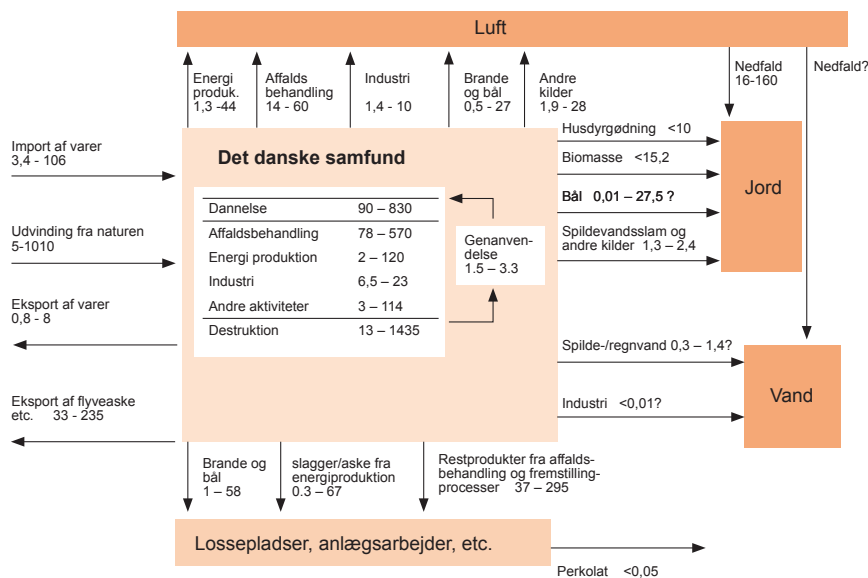 Luft
Energi
produk.
1,3 -44
Affalds
behandling
14 - 60
Industri
1,4 - 10
Brande
og bål
0,5 - 27
Andre
kilder
1,9 - 28
Nedfald
16-160
Nedfald?
Import af varer
3,4 - 106
Udvinding fra naturen
5-1010
Eksport af varer
0,8 - 8
Eksport af flyveaske
etc. 33 - 235
Det danske samfund
Dannelse 90 – 830
Affaldsbehandling 78 – 570
Energi produktion 2 – 120
Industri 6,5 – 23
Andre aktiviteter 3 – 114
Destruktion 13 – 1435
Genanven-
delse
1.5 – 3.3
Husdyrgødning <10
Biomasse <15,2
Bål 0,01 – 27,5 ?
Spildevandsslam og
andre kilder 1,3 – 2,4
Jord
Spilde-/regnvand 0,3 – 1,4?
Industri <0,01?
Vand
Brande og
bål
1 – 58
slagger/aske fra
energiproduktion
0.3 – 67
Restprodukter fra affalds-
behandling og fremstilling-
processer 37 – 295
Lossepladser, anlægsarbejder, etc.
Perkolat <0,05